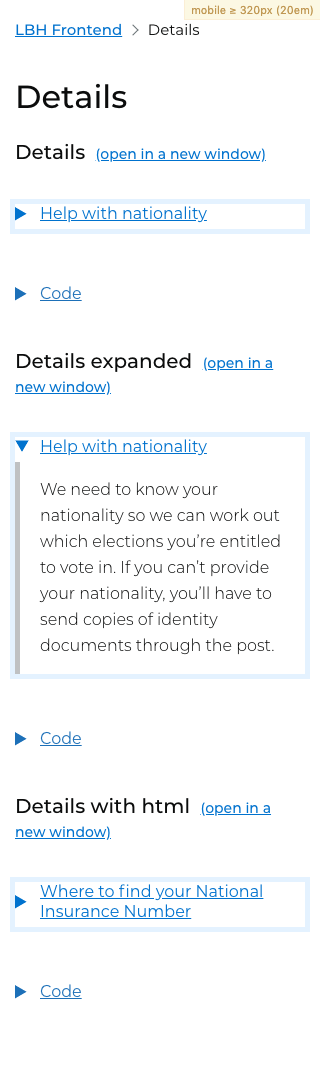 mobile ≥ 320px (20em)
LBH Frontend > Details
Details
Details (open in a new window)
Help with nationality
Code
Details expanded (open in a
new window)
Help with nationality
We need to know your
nationality so we can work out
which elections you’re entitled
to vote in. If you can’t provide
your nationality, you’ll have to
send copies of identity
documents through the post.
Code
Details with html (open in a
new window)
Where to find your National
Insurance Number
Code